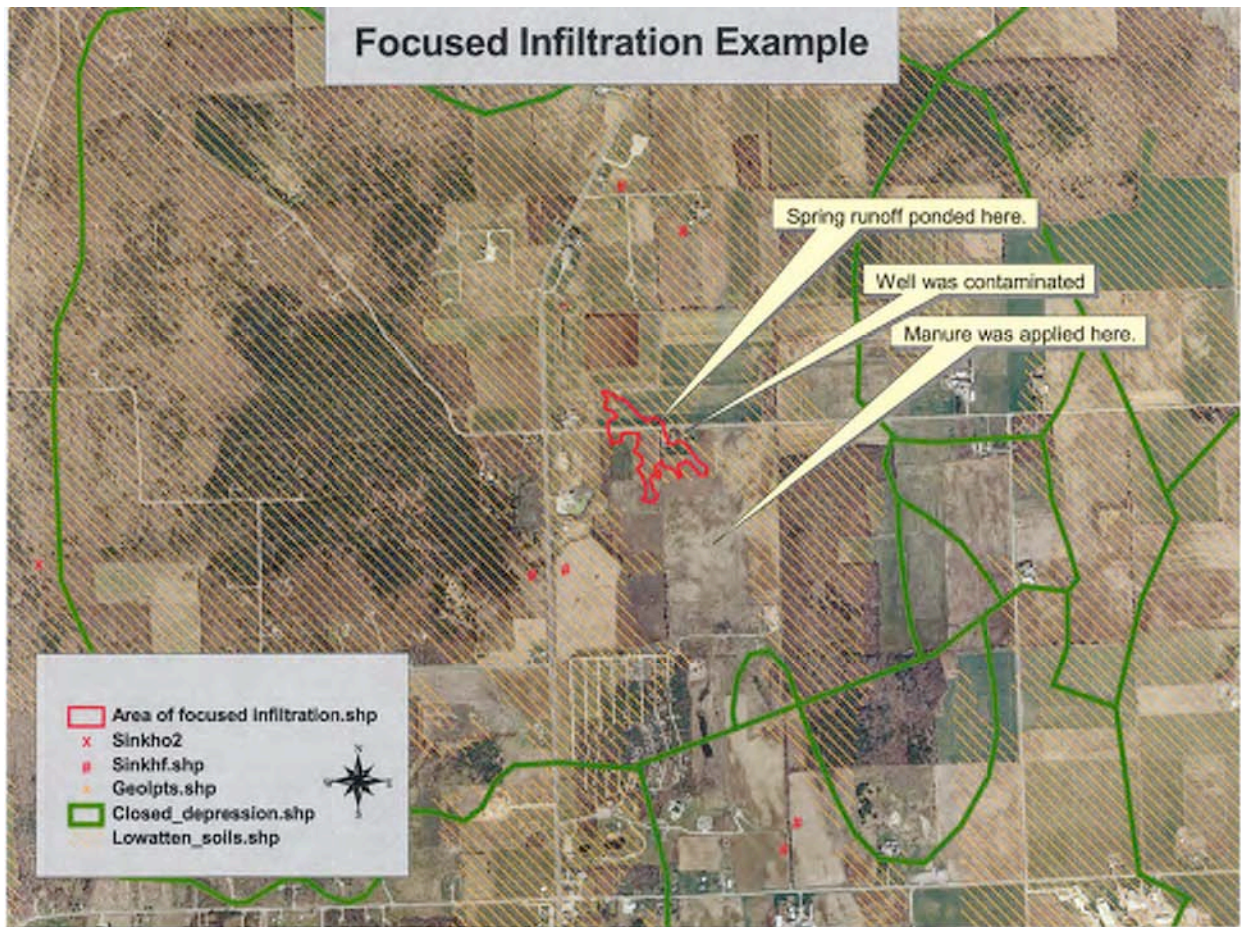 Focused Infiltration Example
Spring runoff ponded here.
Well was contaminated
Manure was applied here.
Area of focused infiltration.shp
x Sinkho2
# Sinkhf.shp
Geolpts.shp
Closed_depression.shp
Lowatten_soils.shp
N
W
E
S